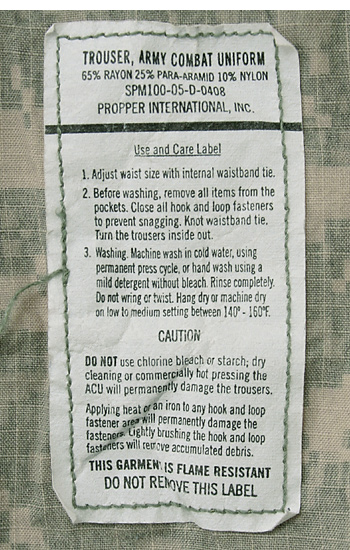 TROUSER, ARMY COMBAT UNIFORM
65% RAYON 25% PARA-ARAMID 10% NYLON
SPM100-05-D-0408
PROPPER INTERNATIONAL, INC.
Use and Care Label
1. Adjust waist size with internal waistband tie.
2. Before washing, remove all items from the
pockets. Close all hook and loop fasteners
to prevent snagging. Knot waistband tie.
Turn the trousers inside out.
3. Washing. Machine wash in cold water, using
permanent press cycle, or hand wash using a
mild detergent without bleach. Rinse completely.
Do not wring or twist. Hang dry or machine dry
on low to medium setting between 140° - 160°F.
CAUTION
DO NOT use chlorine bleach or starch; dry
cleaning or commercially hot pressing the
ACU will permanently damage the trousers.
Applying heat or an iron to any hook and loop
fastener area will permanently damage the
fasteners. Lightly brushing the hook and loop
fasteners will remove accumulated debris.
THIS GARMENT IS FLAME RESISTANT
DO NOT REMOVE THIS LABEL